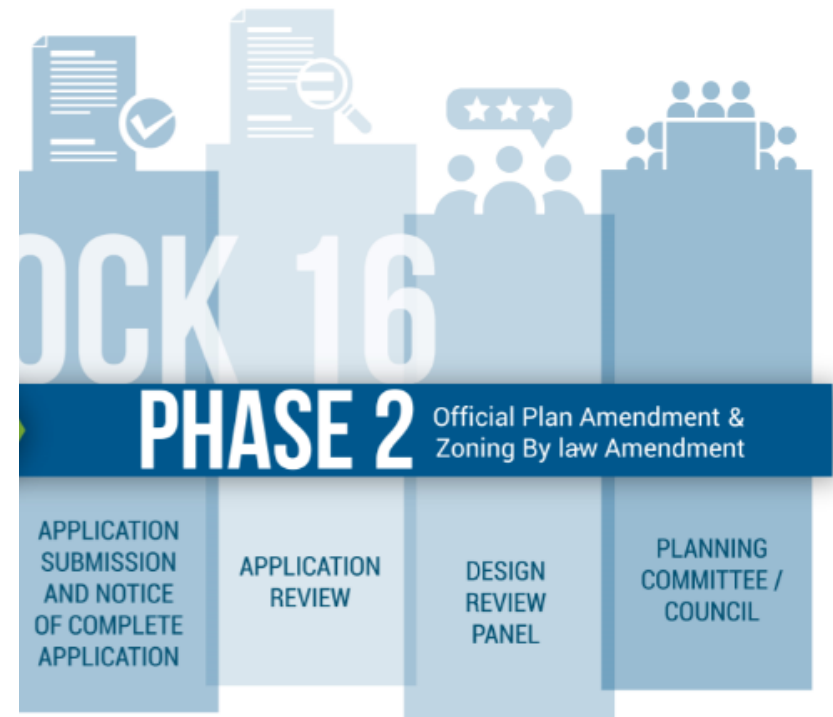 OCK 16
PHASE 2
Official Plan Amendment &
Zoning By law Amendment
APPLICATION
SUBMISSION
AND NOTICE
OF COMPLETE
APPLICATION
APPLICATION
REVIEW
DESIGN
REVIEW
PANEL
PLANNING
COMMITTEE /
COUNCIL